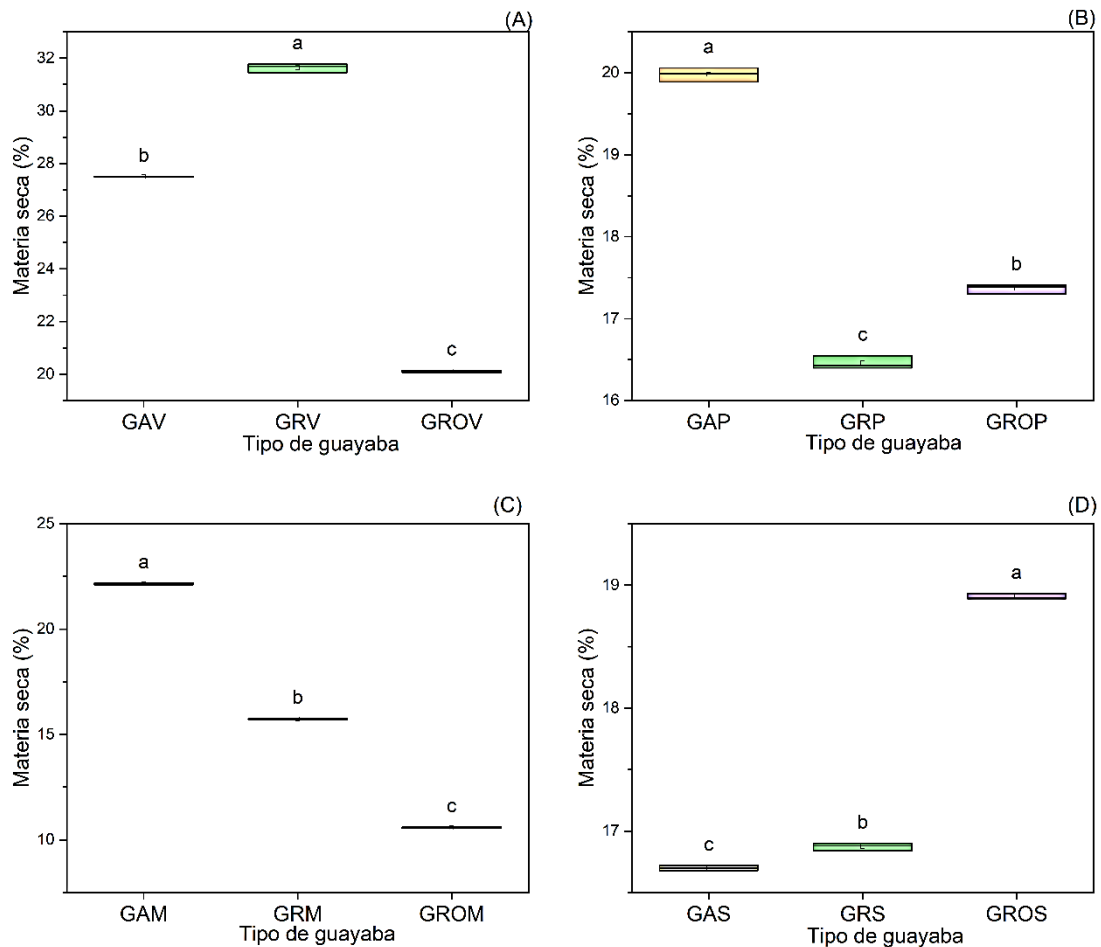 (A)
Materia seca (%)
32
30
28
26
24
22
20
a
b
c
GAV GRV GROV
Tipo de guayaba
(B)
Materia seca (%)
20
19
18
17
16
a
b
c
GAP GRP GROP
Tipo de guayaba
(C)
Materia seca (%)
25
20
15
10
a
b
c
GAM GRM GROM
Tipo de guayaba
(D)
Materia seca (%)
19
18
17
a
b
c
GAS GRS GROS
Tipo de guayaba